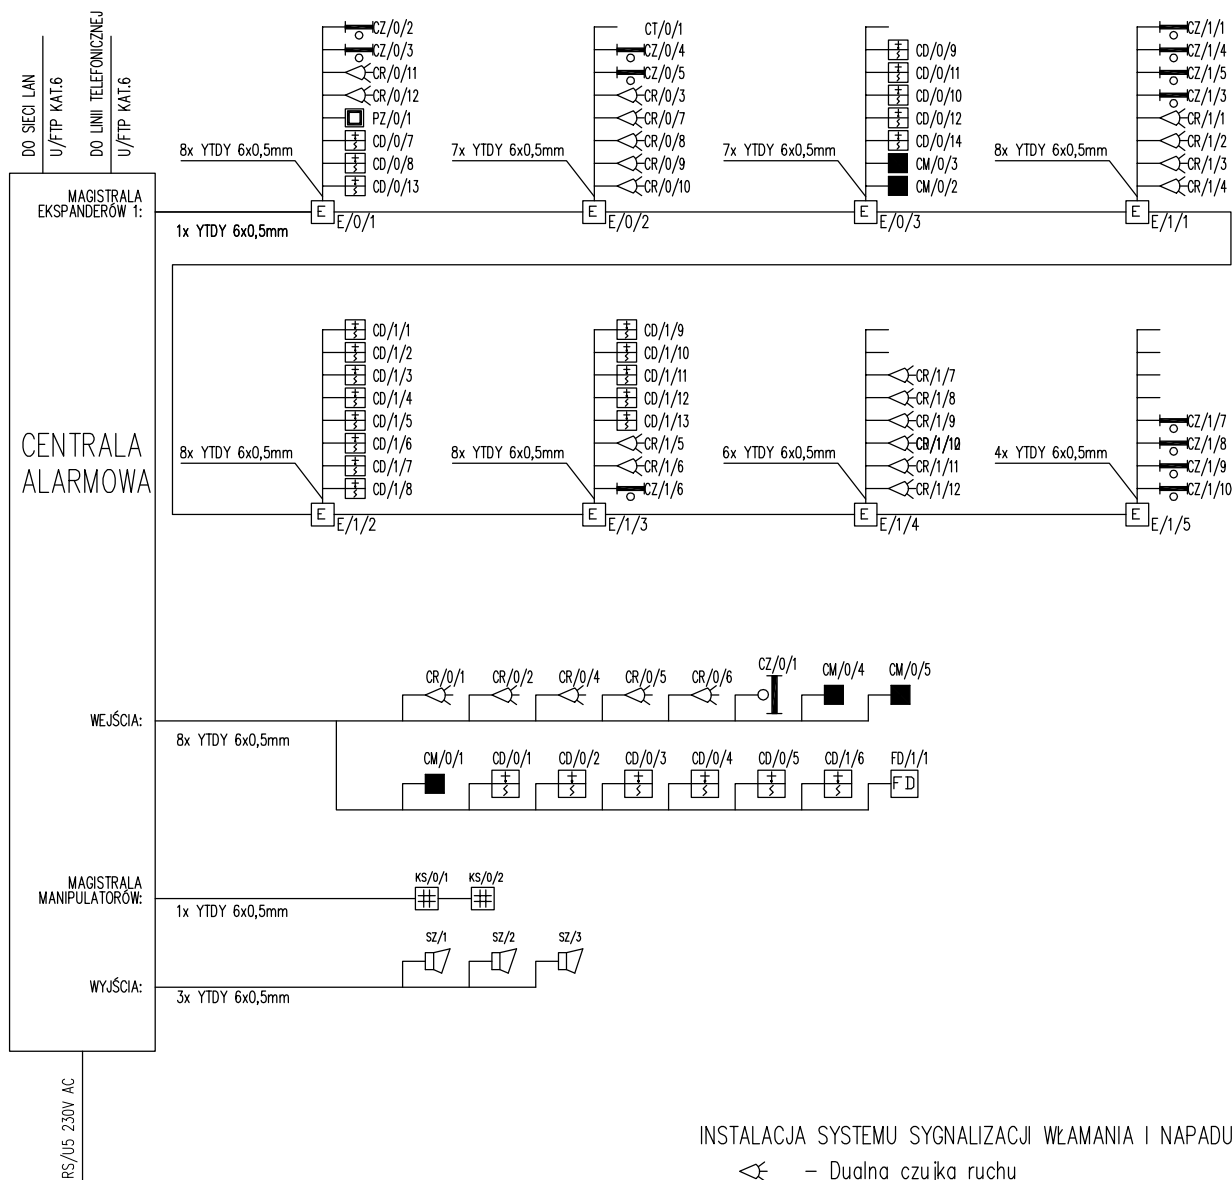 DO SIECI LAN
U/FTP KAT.6
DO LINII TELEFONICZNEJ
U/FTP KAT.6
MAGISTRALA
EKSPANDERÓW 1:
1x YTDY 6x0,5mm
8x YTDY 6x0,5mm
CZ/0/2
CZ/0/3
CR/0/11
CR/0/12
PZ/0/1
CD/0/7
CD/0/8
CD/0/13
E
E/0/1
7x YTDY 6x0,5mm
CT/0/1
CZ/0/4
CZ/0/5
CR/0/3
CR/0/7
CR/0/8
CR/0/9
CR/0/10
E
E/0/2
7x YTDY 6x0,5mm
CD/0/9
CD/0/11
CD/0/10
CD/0/12
CD/0/14
CM/0/3
CM/0/2
E
E/0/3
8x YTDY 6x0,5mm
CZ/1/1
CZ/1/4
CZ/1/5
CZ/1/3
CR/1/1
CR/1/2
CR/1/3
CR/1/4
E
E/1/1
CENTRALA
ALARMOWA
8x YTDY 6x0,5mm
CD/1/1
CD/1/2
CD/1/3
CD/1/4
CD/1/5
CD/1/6
CD/1/7
CD/1/8
E
E/1/2
8x YTDY 6x0,5mm
CD/1/9
CD/1/10
CD/1/11
CD/1/12
CD/1/13
CR/1/5
CR/1/6
CZ/1/6
E
E/1/3
6x YTDY 6x0,5mm
CR/1/7
CR/1/8
CR/1/9
CR/1/11
CR/1/12
E
E/1/4
4x YTDY 6x0,5mm
CZ/1/7
CZ/1/8
CZ/1/9
CZ/1/10
E
E/1/5
WEJŚCIA:
8x YTDY 6x0,5mm
CR/0/1
CR/0/2
CR/0/4
CR/0/5
CR/0/6
CZ/0/1
CM/0/4
CM/0/5
CM/0/1
CD/0/1
CD/0/2
CD/0/3
CD/0/4
CD/0/5
CD/1/6
FD/1/1
FD
MAGISTRALA
MANIPULATORÓW:
1x YTDY 6x0,5mm
KS/0/1
KS/0/2
WYJŚCIA:
3x YTDY 6x0,5mm
SZ/1
SZ/2
SZ/3
RS/U5 230V AC
INSTALACJA SYSTEMU SYGNALIZACJI WŁAMANIA I NAPADU
- Dualna czujka ruchu